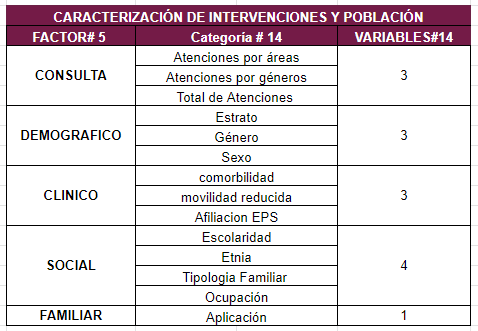 CARACTERIZACIÓN DE INTERVENCIONES Y POBLACIÓN
FACTOR# 5 Categoría # 14 VARIABLES#14
CONSULTA
Atenciones por áreas
Atenciones por géneros
Total de Atenciones
3
DEMOGRAFICO
Estrato
Género
Sexo
3
CLINICO
comorbilidad
movilidad reducida
Afiliacion EPS
3
SOCIAL
Escolaridad
Etnia
Tipologia Familiar
Ocupación
4
FAMILIAR Aplicación 1